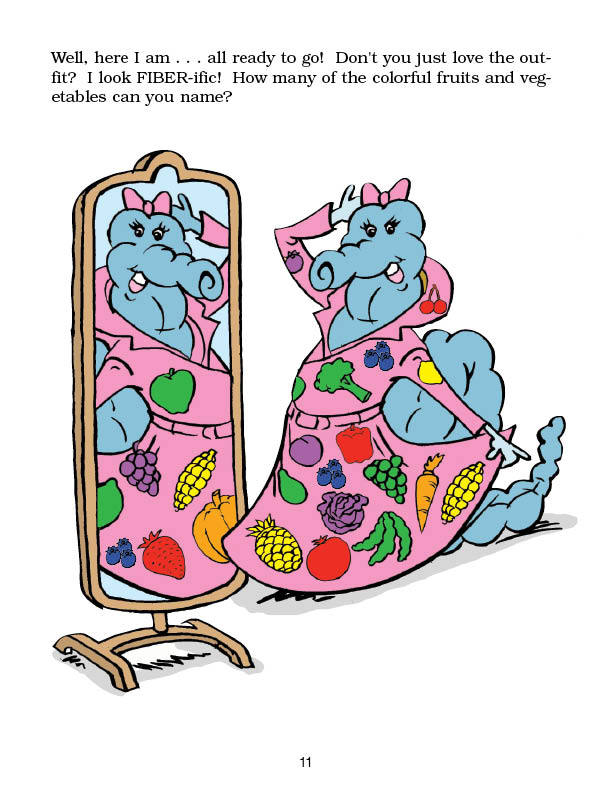 Well, here I am . . . all ready to go!  Don't you just love the out-
fit?  I look FIBER-ific!  How many of the colorful fruits and veg-
etables can you name?
11